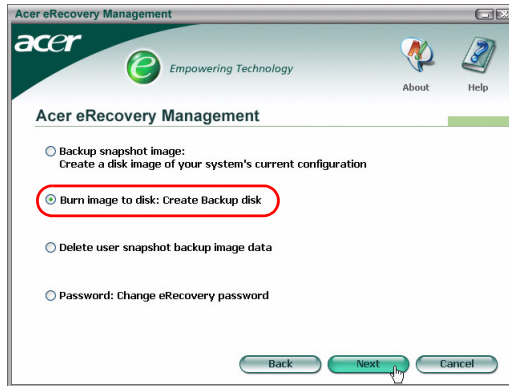 Acer eRecovery Management
acer
e
Empowering Technology
About
Help
Acer eRecovery Management
Backup snapshot image:
Create a disk image of your system's current configuration
Burn image to disk: Create Backup disk
Delete user snapshot backup image data
Password: Change eRecovery password
Back
Next
Cancel